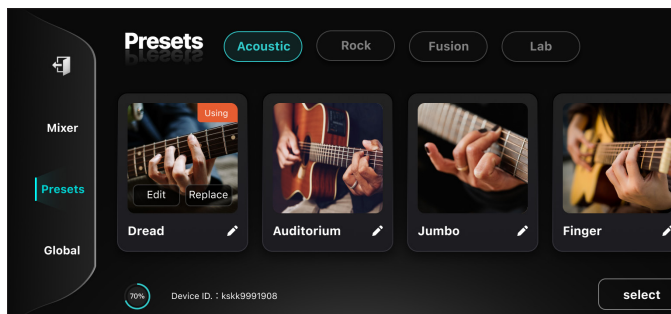 Presets
Acoustic
Rock
Fusion
Lab
Mixer
Presets
Global
Using
Edit
Replace
Dread
Auditorium
Jumbo
Finger
70%
Device ID. : kskk9991908
select